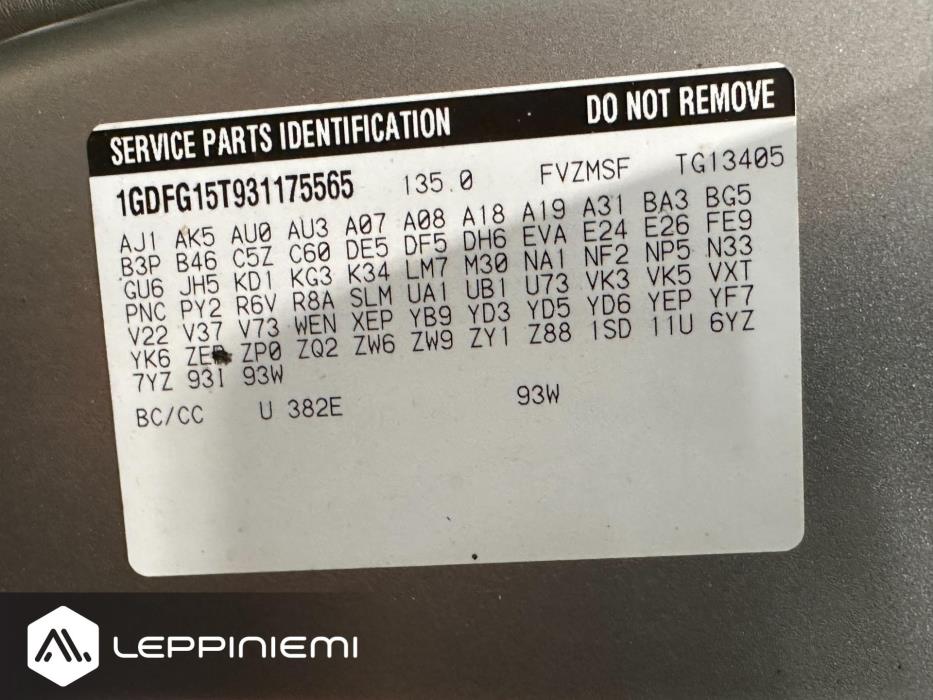 SERVICE PARTS IDENTIFICATION DO NOT REMOVE
1GDFG15T931175565 135.0 FVZMSF TG13405
AJ1 AK5 AU0 AU3 A07 A08 A18 A19 A31 BA3 BG5
B3P B46 C5Z C60 DE5 DF5 DH6 EVA E24 E26 FE9
GU6 JH5 KD1 KG3 K34 LM7 M30 NA1 NF2 NP5 N33
PNC PY2 R6V R8A SLM UA1 UB1 U73 VK3 VK5 VXT
V22 V37 V73 WEN XEP YB9 YD3 YD5 YD6 YEP YF7
YK6 ZP0 ZQ2 ZW6 ZW9 ZY1 Z88 1SD 11U 6YZ
7YZ 931 93W
BC/CC U 382E 93W
LEPPINIEMI